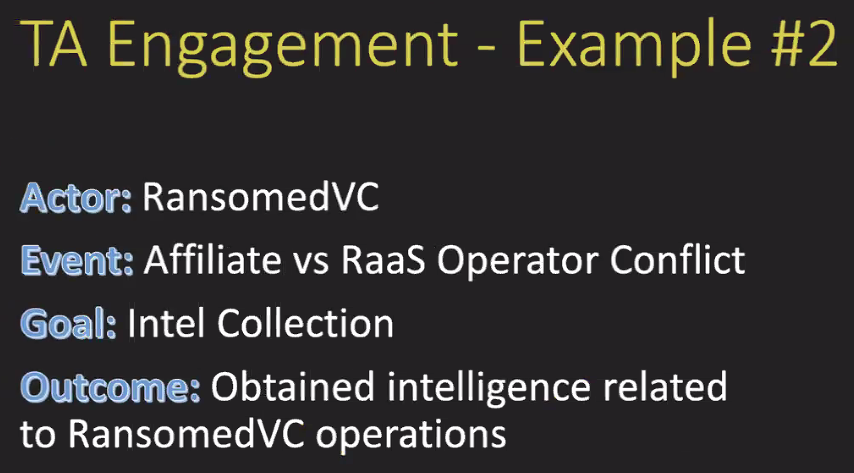 TA Engagement - Example #2
Actor: RansomedVC
Event: Affiliate vs RaaS Operator Conflict
Goal: Intel Collection
Outcome: Obtained intelligence related
to RansomedVC operations